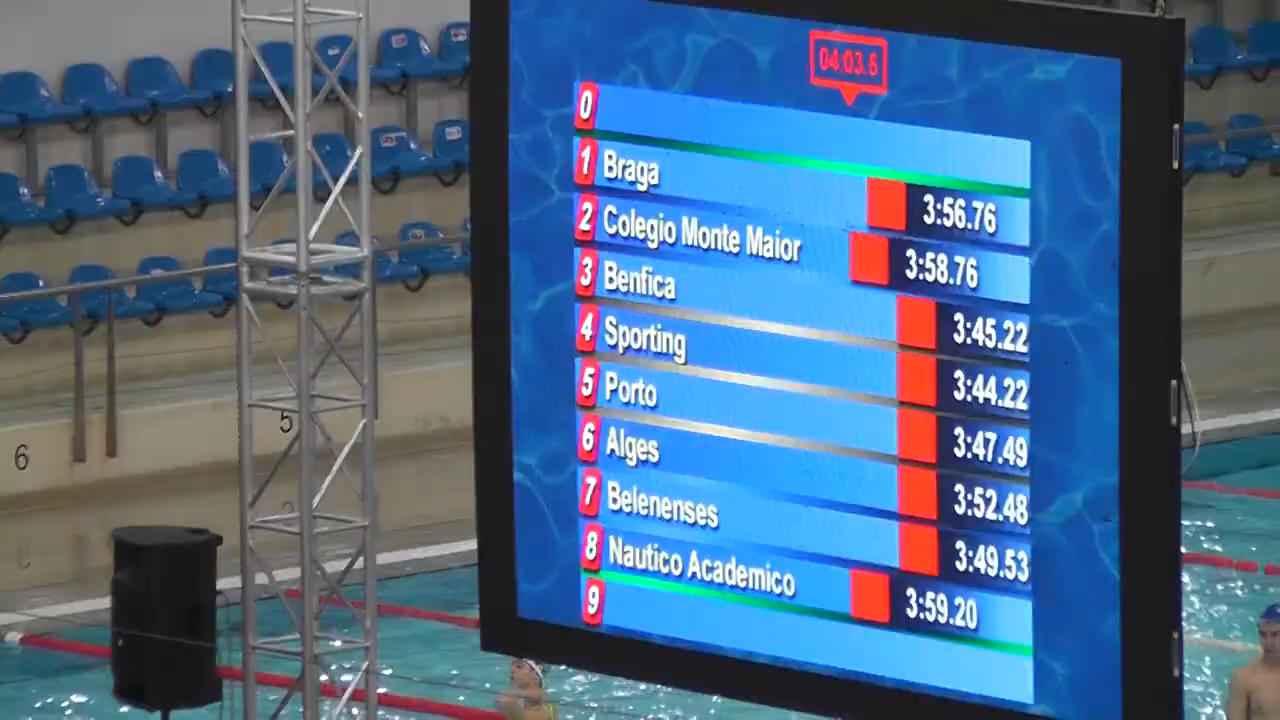 04:03.5
0
1 Braga 3:56.76
2 Colegio Monte Maior 3:58.76
3 Benfica 3:45.22
4 Sporting 3:44.22
5 Porto 3:47.49
6 Alges 3:52.48
7 Belenenses 3:49.53
8 Nautico Academico 3:59.20
9
5
6